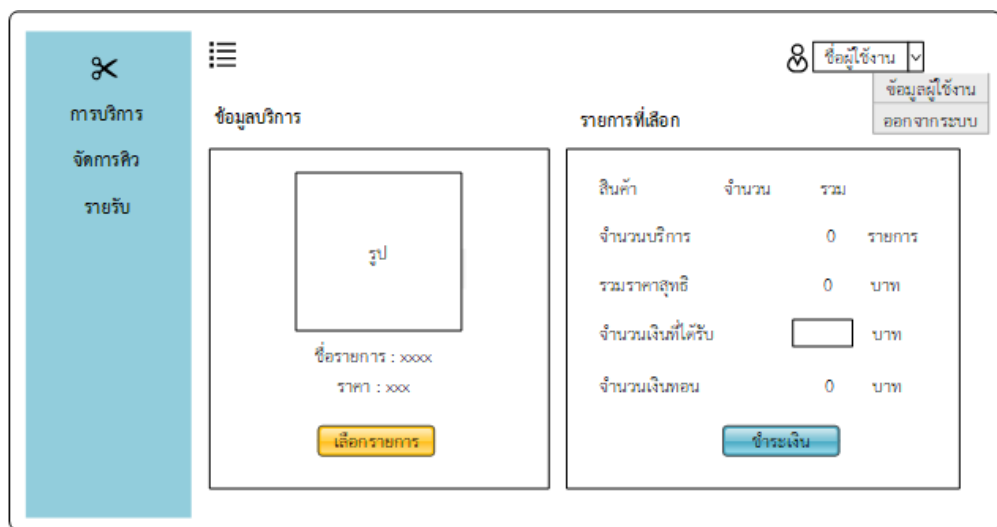 ชื่อผู้ใช้งาน
ข้อมูลผู้ใช้งาน
ออกจากระบบ
การบริการ
จัดการคิว
รายรับ
ข้อมูลบริการ
รูป
ชื่อรายการ : xxxx
ราคา : xxx
เลือกรายการ
รายการที่เลือก
สินค้า จำนวน รวม
จำนวนบริการ 0 รายการ
รวมราคาสุทธิ 0 บาท
จำนวนเงินที่ได้รับ บาท
จำนวนเงินทอน 0 บาท
ชำระเงิน